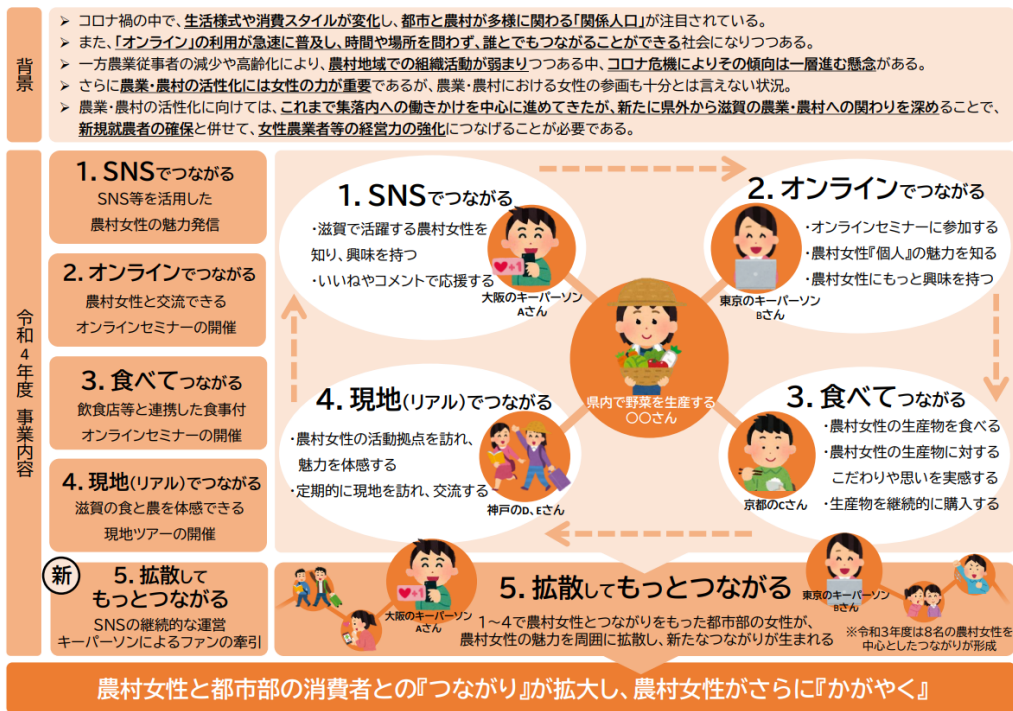 背景
➢ コロナ禍の中で、生活様式や消費スタイルが変化し、都市と農村が多様に関わる「関係人口」が注目されている。
➢ また、「オンライン」の利用が急速に普及し、時間や場所を問わず、誰とでもつながることができる社会になりつつある。
➢ 一方農業従事者の減少や高齢化により、農村地域での組織活動が弱まりつつある中、コロナ危機によりその傾向は一層進む懸念がある。
➢ さらに農業・農村の活性化には女性の力が重要であるが、農業・農村における女性の参画も十分とは言えない状況。
➢ 農業・農村の活性化に向けては、これまで集落内への働きかけを中心に進めてきたが、新たに県外から滋賀の農業・農村への関わりを深めることで、
新規就農者の確保と併せて、女性農業者等の経営力の強化につなげることが必要である。
令和4年度 事業内容
1. SNSでつながる
SNS等を活用した
農村女性の魅力発信
2. オンラインでつながる
農村女性と交流できる
オンラインセミナーの開催
3. 食べてつながる
飲食店等と連携した食事付
オンラインセミナーの開催
4. 現地(リアル)でつながる
滋賀の食と農を体感できる
現地ツアーの開催
新
5. 拡散して
もっとつながる
SNSの継続的な運営
キーパーソンによるファンの牽引
1. SNSでつながる
・滋賀で活躍する農村女性を
知り、興味を持つ
・いいねやコメントで応援する
+1
大阪のキーパーソン
Aさん
2. オンラインでつながる
・オンラインセミナーに参加する
・農村女性『個人』の魅力を知る
・農村女性にもっと興味を持つ
東京のキーパーソン
Bさん
県内で野菜を生産する
〇〇さん
3. 食べてつながる
・農村女性の生産物を食べる
・農村女性の生産物に対する
こだわりや思いを実感する
・生産物を継続的に購入する
京都のCさん
4. 現地(リアル)でつながる
・農村女性の活動拠点を訪れ、
魅力を体感する
・定期的に現地を訪れ、交流する
神戸のD、Eさん
+1
大阪のキーパーソン
Aさん
5. 拡散してもっとつながる
1～4で農村女性とつながりをもった都市部の女性が、
農村女性の魅力を周囲に拡散し、新たなつながりが生まれる
東京のキーパーソン
Bさん
※令和3年度は8名の農村女性を
中心としたつながりが形成
農村女性と都市部の消費者との『つながり』が拡大し、農村女性がさらに『かがやく』